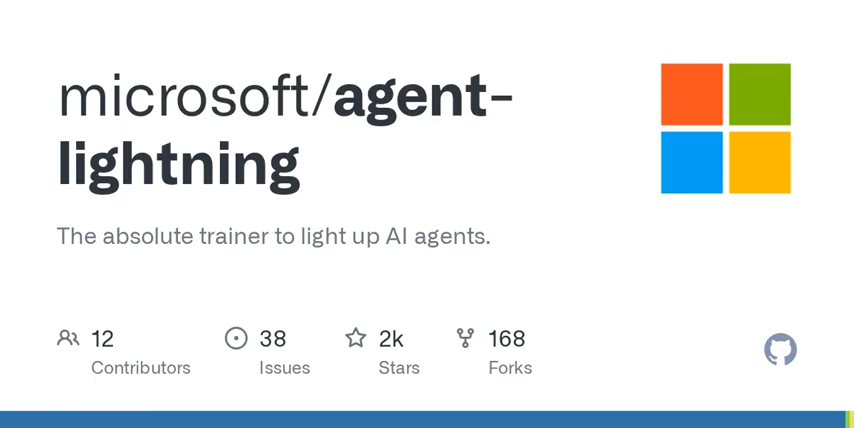 microsoft/agent-
lightning
The absolute trainer to light up AI agents.
12 38 2k 168
Contributors Issues Stars Forks